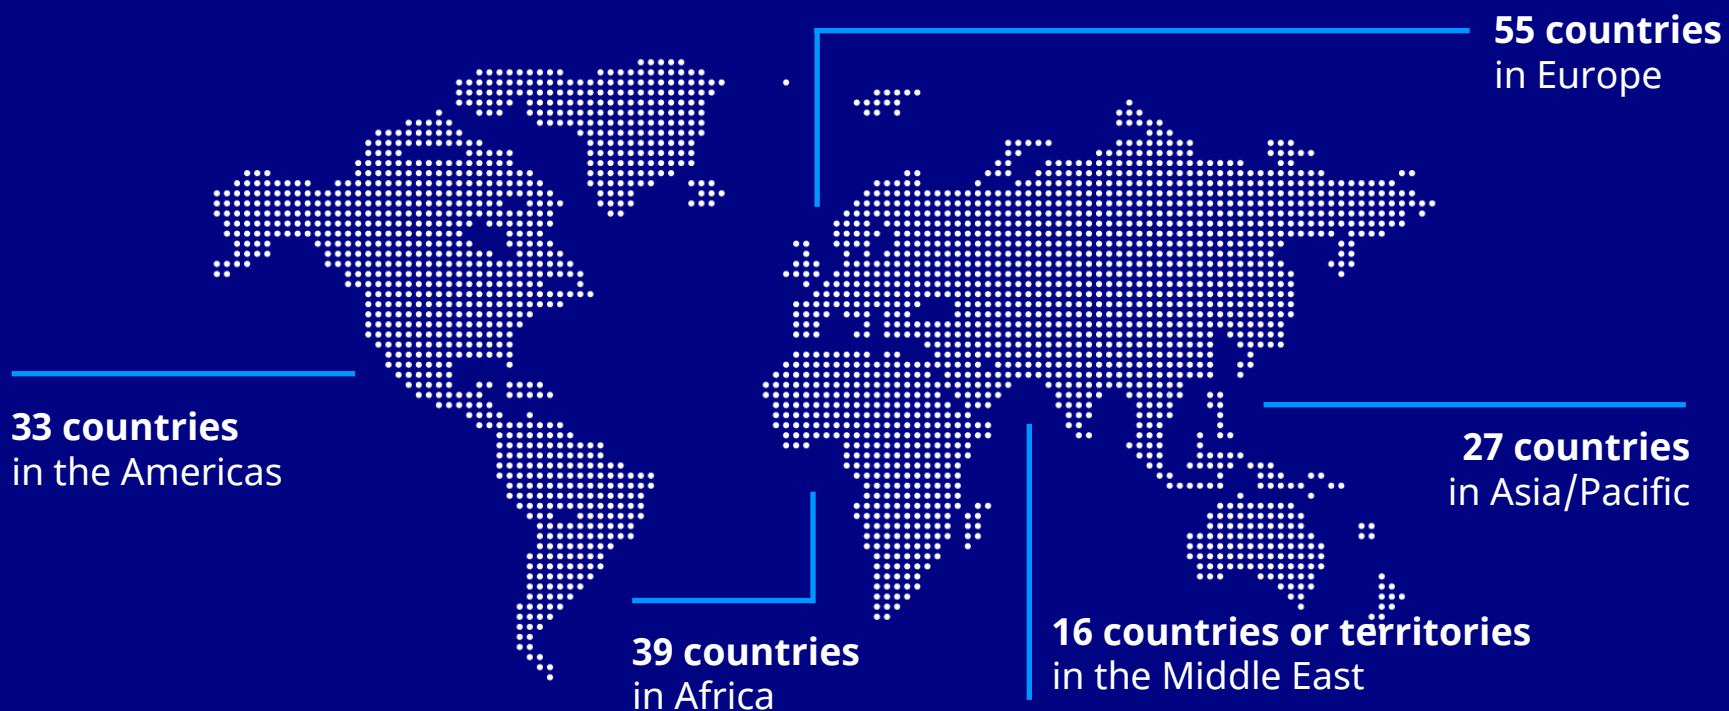 55 countries
in Europe
33 countries
in the Americas
27 countries
in Asia/Pacific
39 countries
in Africa
16 countries or territories
in the Middle East